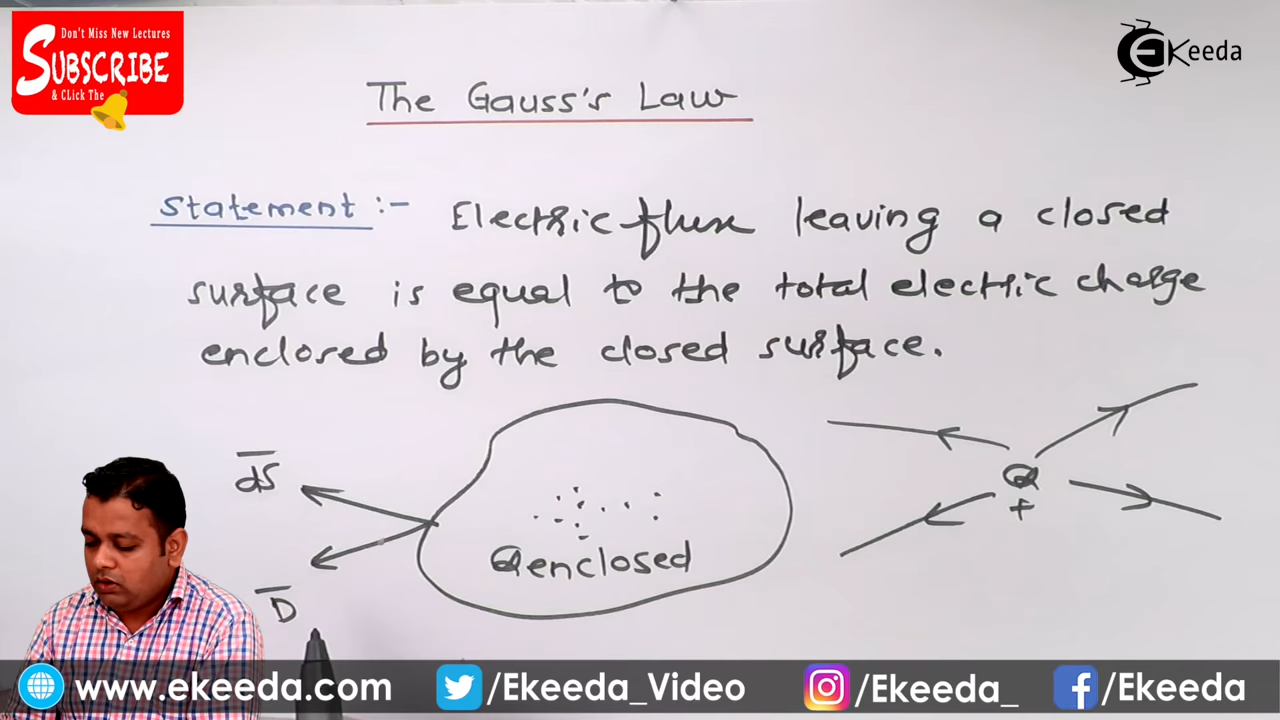 Don't Miss New Lectures
SUBSCRIBE
& CLick The
EKeeda
The Gauss's Law
Statement :- Electric flux leaving a closed
surface is equal to the total electric charge
enclosed by the closed surface.
dS
D
Qenclosed
Q
+
www.ekeeda.com
/Ekeeda_Video
/Ekeeda_
/Ekeeda